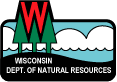 W
WISCONSIN
DEPT. OF NATURAL RESOURCES